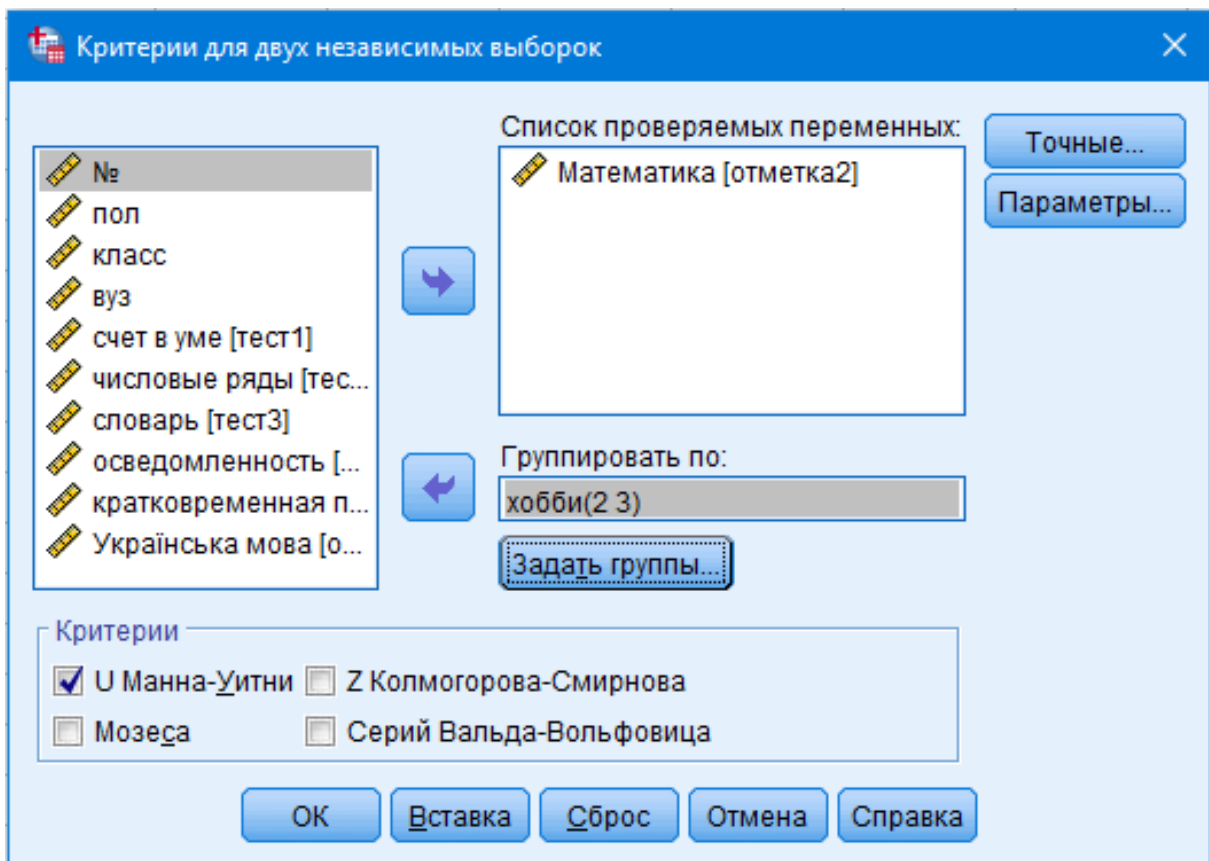 Критерии для двух независимых выборок
№
пол
класс
вуз
счет в уме [тест1]
числовые ряды [тес...
словарь [тест3]
осведомленность [...
кратковременная п...
Українська мова [о...
Список проверяемых переменных:
Математика [отметка2]
Группировать по:
хобби(2 3)
Задать группы...
Точные...
Параметры...
Критерии
U Манна-Уитни Z Колмогорова-Смирнова
Мозеса Серий Вальда-Вольфовица
ОК Вставка Сброс Отмена Справка